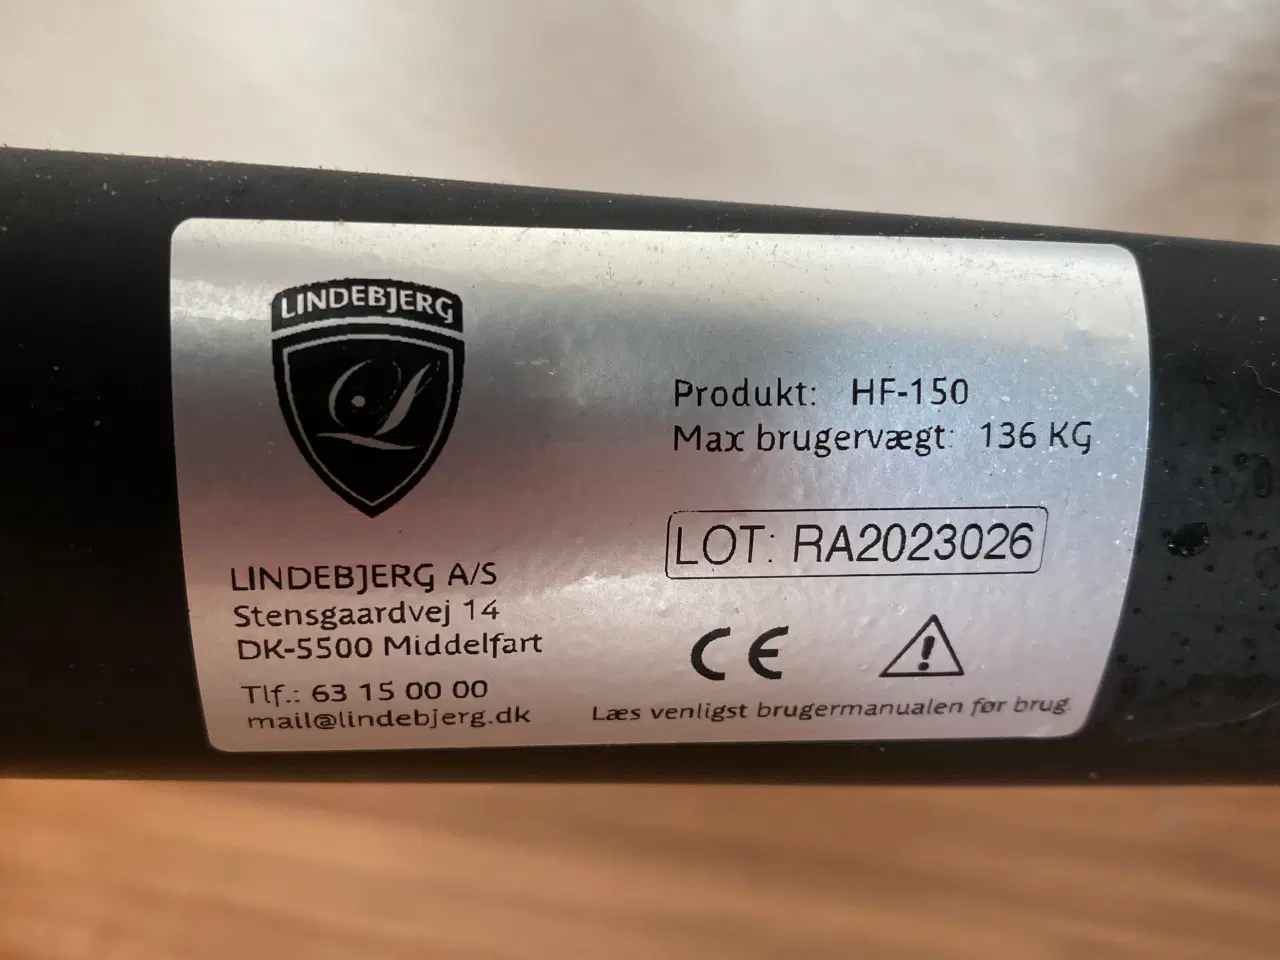 LINDEBJERG
Produkt: HF-150
Max brugervægt: 136 KG
LOT: RA2023026
LINDEBJERG A/S
Stensgaardvej 14
DK-5500 Middelfart
Tlf.: 63 15 00 00
mail@lindebjerg.dk
CE
Læs venligst brugermanualen før brug.